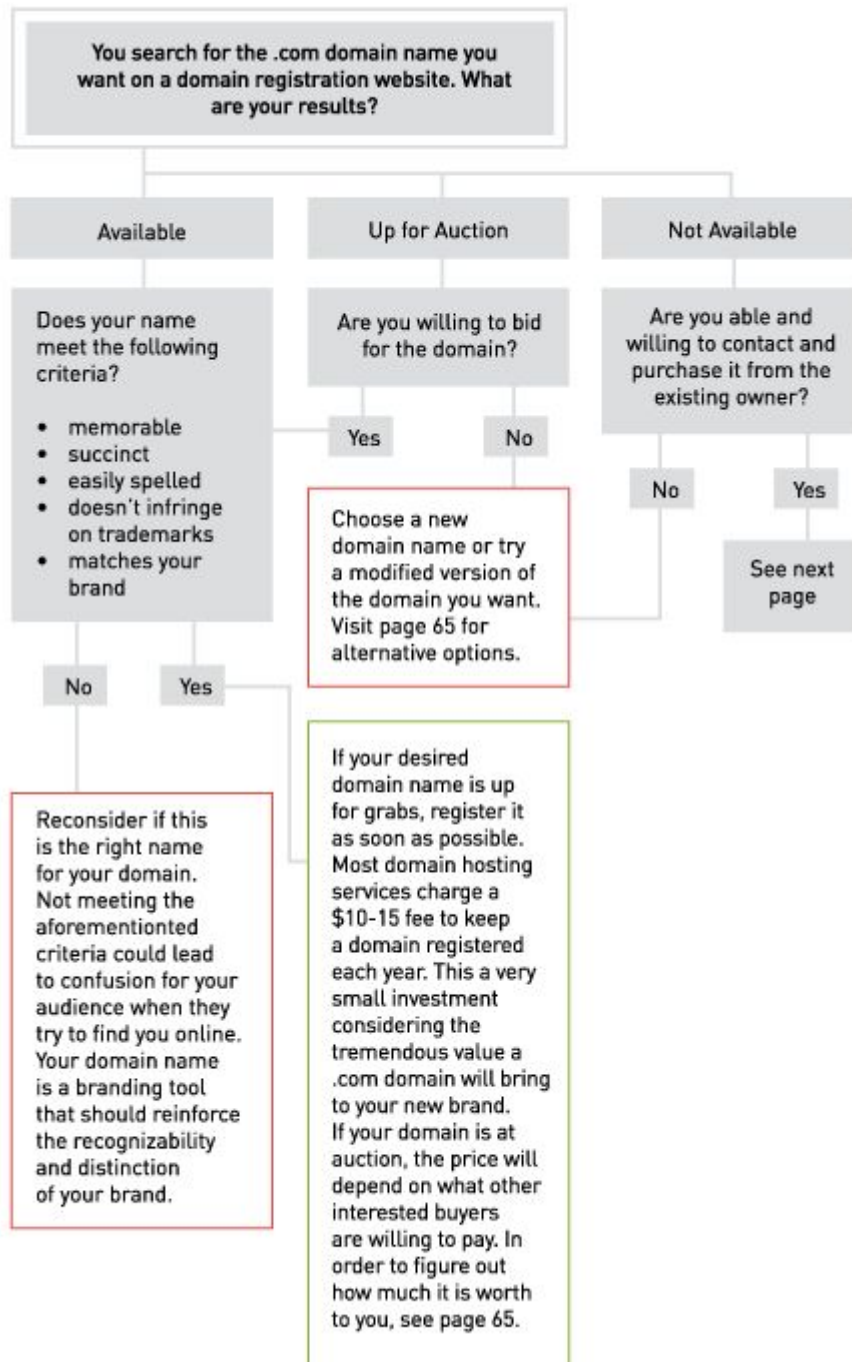 You search for the .com domain name you
want on a domain registration website. What
are your results?
Available
Up for Auction
Not Available
Does your name
meet the following
criteria?
• memorable
• succinct
• easily spelled
• doesn't infringe
on trademarks
• matches your
brand
Are you willing to bid
for the domain?
Are you able and
willing to contact and
purchase it from the
existing owner?
Yes
No
No
Yes
Choose a new
domain name or try
a modified version of
the domain you want.
Visit page 65 for
alternative options.
See next
page
No
Yes
Reconsider if this
is the right name
for your domain.
Not meeting the
aforementionted
criteria could lead
to confusion for your
audience when they
try to find you online.
Your domain name
is a branding tool
that should reinforce
the recognizability
and distinction
of your brand.
If your desired
domain name is up
for grabs, register it
as soon as possible.
Most domain hosting
services charge a
$10-15 fee to keep
a domain registered
each year. This a very
small investment
considering the
tremendous value a
.com domain will bring
to your new brand.
If your domain is at
auction, the price will
depend on what other
interested buyers
are willing to pay. In
order to figure out
how much it is worth
to you, see page 65.